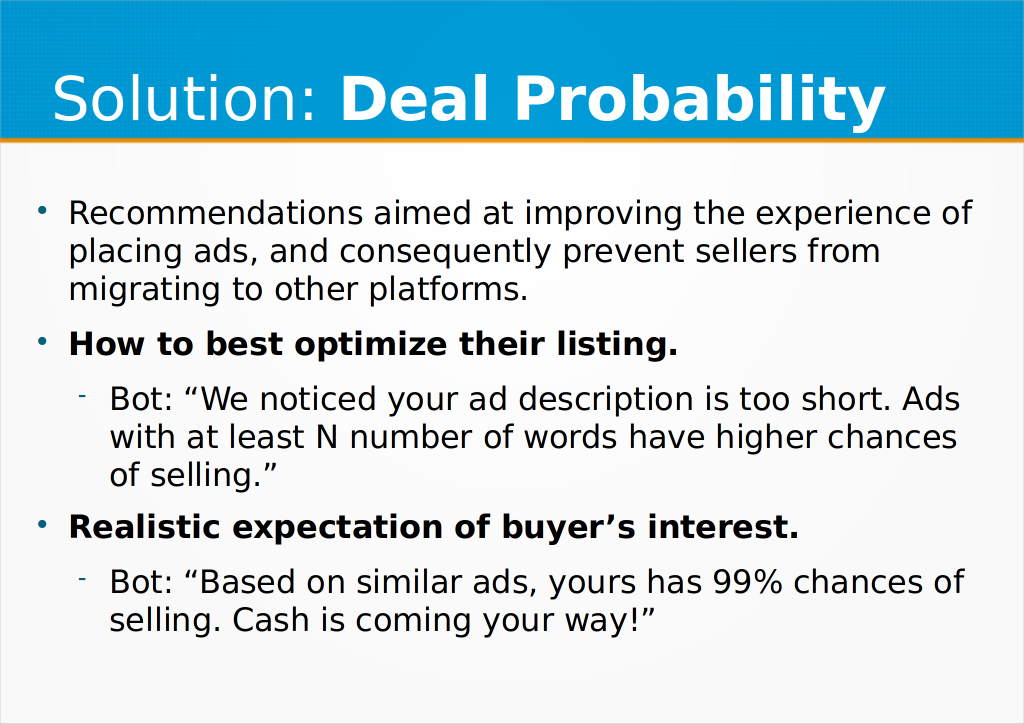 Solution: Deal Probability
• Recommendations aimed at improving the experience of
placing ads, and consequently prevent sellers from
migrating to other platforms.
• How to best optimize their listing.
- Bot: “We noticed your ad description is too short. Ads
with at least N number of words have higher chances
of selling.”
• Realistic expectation of buyer’s interest.
- Bot: “Based on similar ads, yours has 99% chances of
selling. Cash is coming your way!”